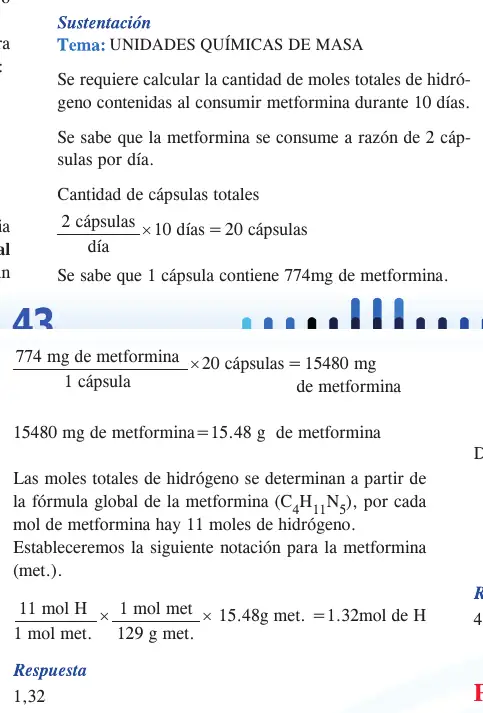 Sustentación
Tema: UNIDADES QUÍMICAS DE MASA
Se requiere calcular la cantidad de moles totales de hidró-
geno contenidas al consumir metformina durante 10 días.
Se sabe que la metformina se consume a razón de 2 cáp-
sulas por día.
Cantidad de cápsulas totales
2 cápsulas / día × 10 días = 20 cápsulas
Se sabe que 1 cápsula contiene 774mg de metformina.
43
774 mg de metformina / 1 cápsula × 20 cápsulas = 15480 mg
de metformina
15480 mg de metformina=15.48 g de metformina
Las moles totales de hidrógeno se determinan a partir de
la fórmula global de la metformina (C₄H₁₁N₅), por cada
mol de metformina hay 11 moles de hidrógeno.
Estableceremos la siguiente notación para la metformina
(met.).
11 mol H / 1 mol met. × 1 mol met / 129 g met. × 15.48g met. =1.32mol de H
Respuesta
1,32